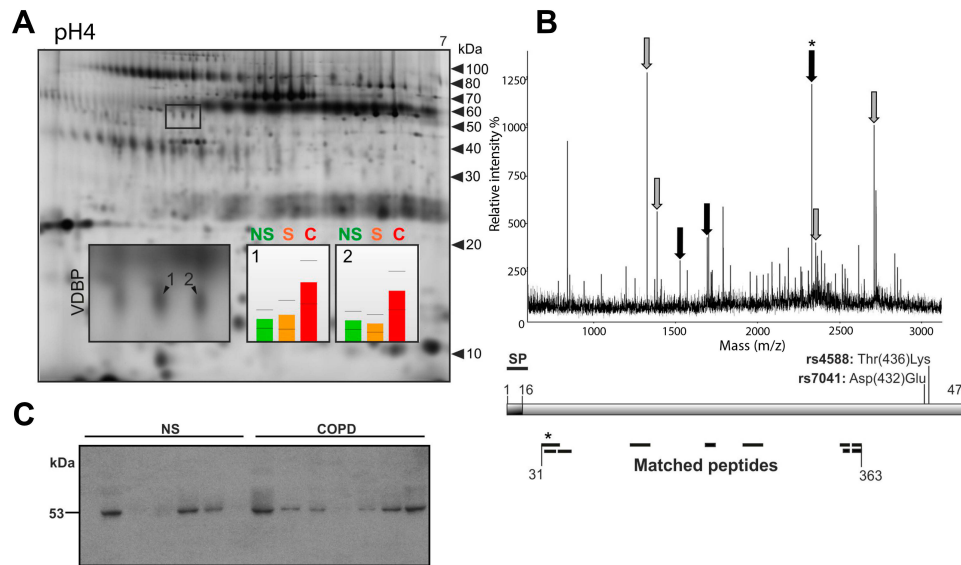 A
pH4
7
kDa
100
80
70
60
50
40
30
20
10
VDBP
1
2
NS S C
1
NS S C
2
B
*
Relative intensity %
1250
1000
750
500
250
0
1000 1500 2000 2500 3000
Mass (m/z)
SP
1 16
rs4588: Thr(436)Lys
rs7041: Asp(432)Glu
47
*
Matched peptides
31
363
C
NS COPD
kDa
53